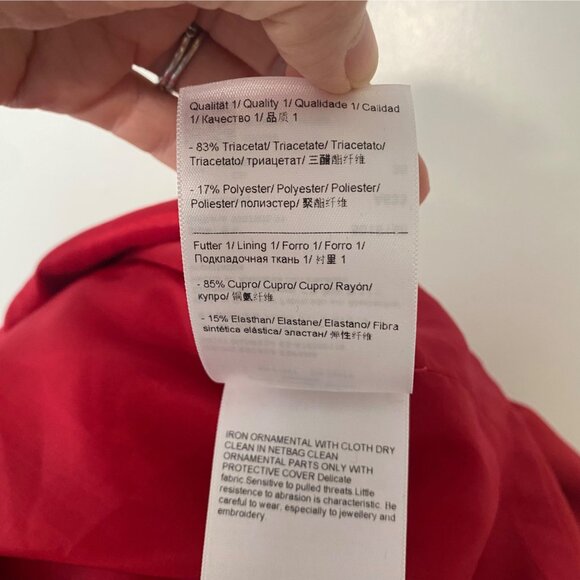 Qualität 1/ Quality 1/ Qualidade 1/ Calidad
1/ Качество 1/ 品质 1
- 83% Triacetat/ Triacetate/ Triacetato/
Triacetato/ триацетат/ 三醋酯纤维
- 17% Polyester/ Polyester/ Poliester/
Poliester/ полиэстер/ 聚酯纤维
Futter 1/ Lining 1/ Forro 1/ Forro 1/
Подкладочная ткань 1/ 衬里 1
- 85% Cupro/ Cupro/ Cupro/ Rayón/
купро/ 铜氨纤维
- 15% Elasthan/ Elastane/ Elastano/ Fibra
sintética elástica/ эластан/ 弹性纤维
IRON ORNAMENTAL WITH CLOTH DRY
CLEAN IN NETBAG CLEAN
ORNAMENTAL PARTS ONLY WITH
PROTECTIVE COVER Delicate
fabric.Sensitive to pulled threats.Little
resistence to abrasion is characteristic. Be
careful to wear, especially to jewellery and
embroidery